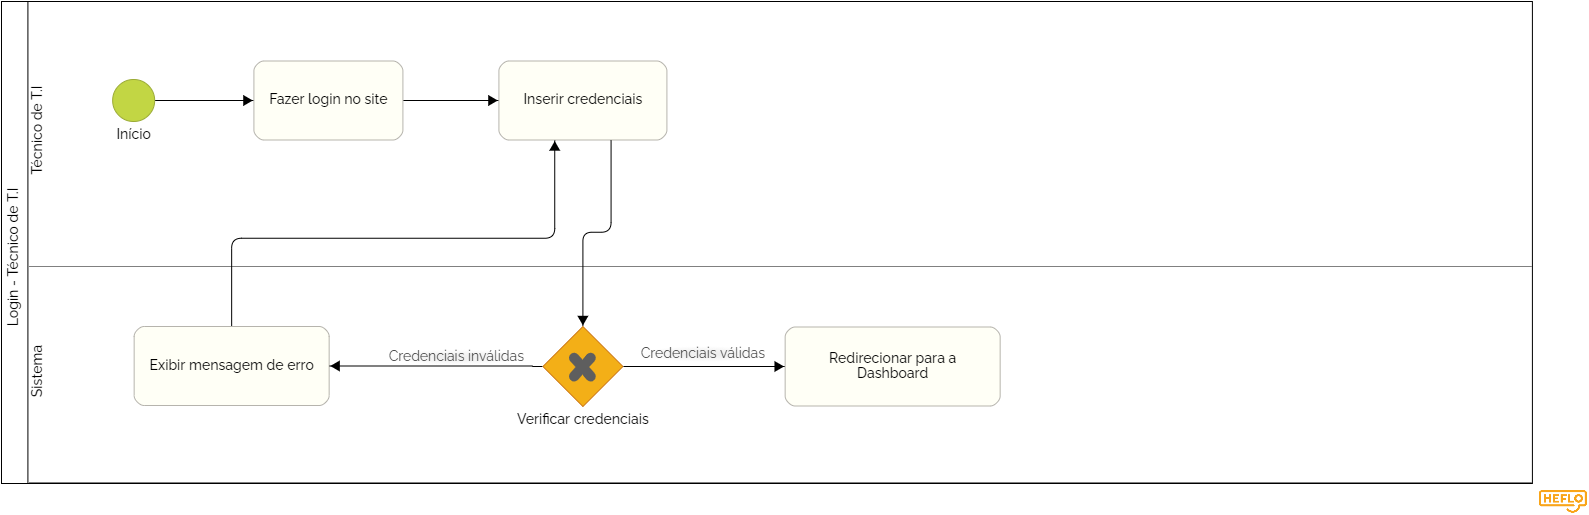 Login - Técnico de T.I
Técnico de T.I
Início
Fazer login no site
Inserir credenciais
Sistema
Exibir mensagem de erro
Credenciais inválidas
Verificar credenciais
Credenciais válidas
Redirecionar para a
Dashboard
HEFLO